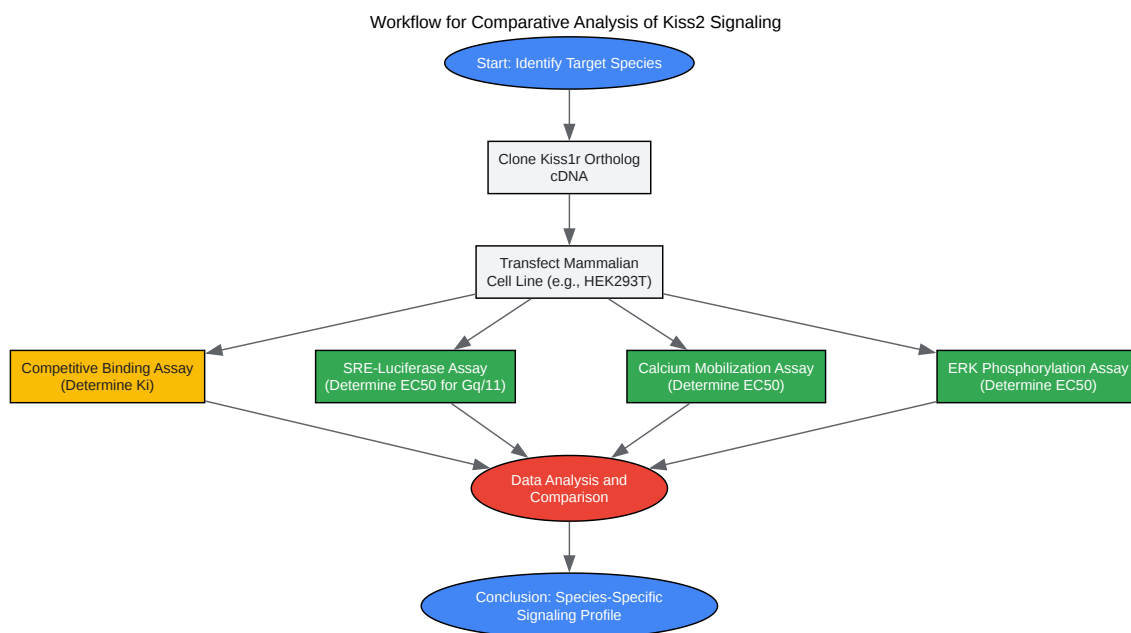 Workflow for Comparative Analysis of Kiss2 Signaling
Start: Identify Target Species
Clone Kiss1r Ortholog
cDNA
Transfect Mammalian
Cell Line (e.g., HEK293T)
Competitive Binding Assay
(Determine Ki)
SRE-Luciferase Assay
(Determine EC50 for Gq/11)
Calcium Mobilization Assay
(Determine EC50)
ERK Phosphorylation Assay
(Determine EC50)
Data Analysis and
Comparison
Conclusion: Species-Specific
Signaling Profile